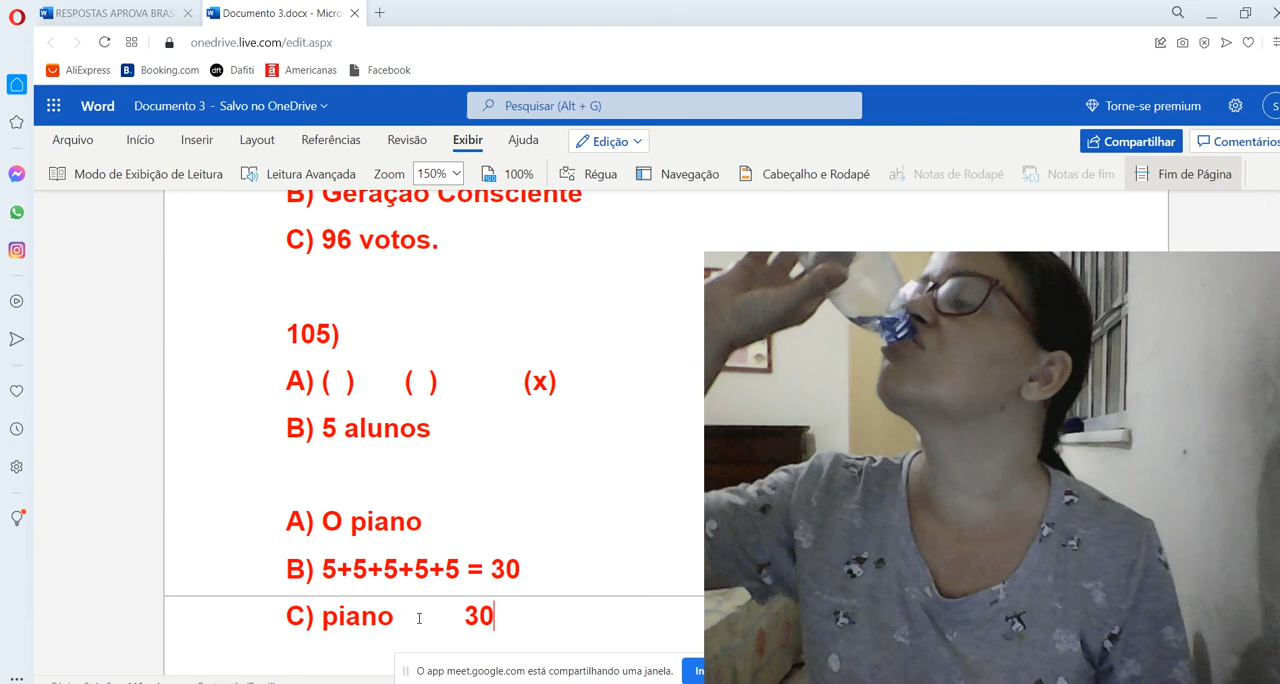 RESPOSTAS APROVA BRAS
Documento 3.docx - Micro
onedrive.live.com/edit.aspx
AliExpress Booking.com Dafiti Americanas Facebook
Word Documento 3 - Salvo no OneDrive Pesquisar (Alt + G) Torne-se premium
Arquivo Início Inserir Layout Referências Revisão Exibir Ajuda Edição Compartilhar Comentários
Modo de Exibição de Leitura Leitura Avançada Zoom 150% 100% Régua Navegação Cabeçalho e Rodapé Notas de Rodapé Notas de fim Fim de Página
B) Geração Consciente
C) 96 votos.
105)
A) ( ) ( ) (x)
B) 5 alunos
A) O piano
B) 5+5+5+5+5 = 30
C) piano 30
O app meet.google.com está compartilhando uma janela. In